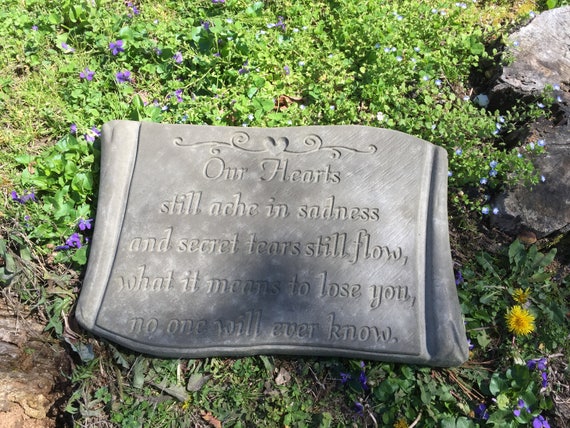 Our Hearts
still ache in sadness
and secret tears still flow,
what it means to lose you,
no one will ever know.